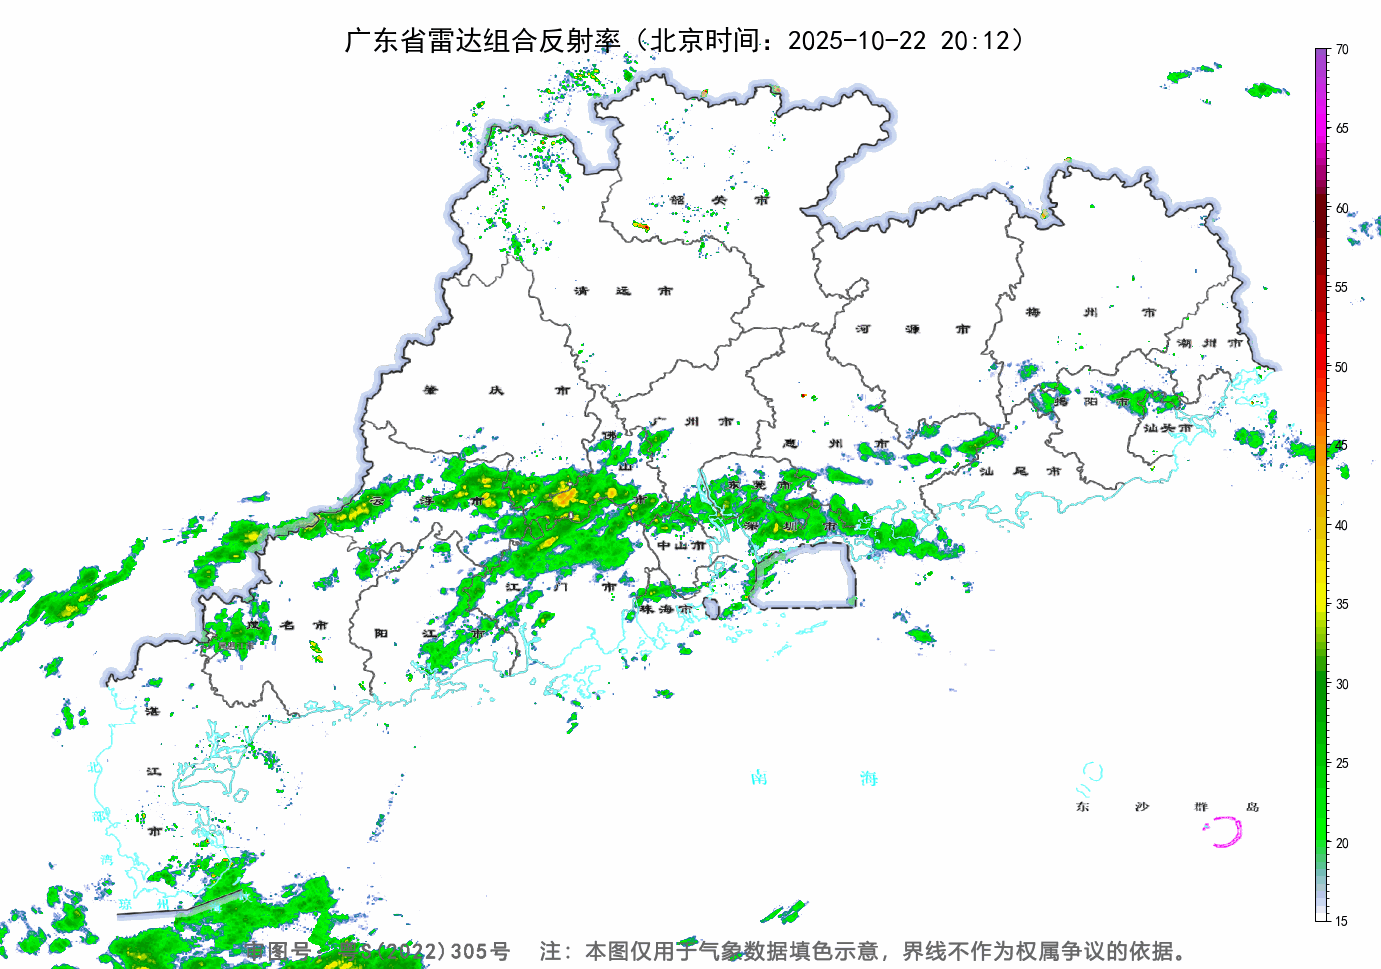 广东省雷达组合反射率（北京时间：2025-10-22 20:12）
70
65
60
55
50
45
40
35
30
25
20
15
韶关市
清远市
河源市
梅州市
潮州市
肇庆市
广州市
惠州市
佛山市
揭阳市
汕头市
汕尾市
东莞市
云浮市
深圳市
中山市
江门市
珠海市
茂名市
阳江市
湛江市
北部湾
琼州
南海
东沙群岛
审图号：粤S(2022)305号 注：本图仅用于气象数据填色示意，界线不作为权属争议的依据。